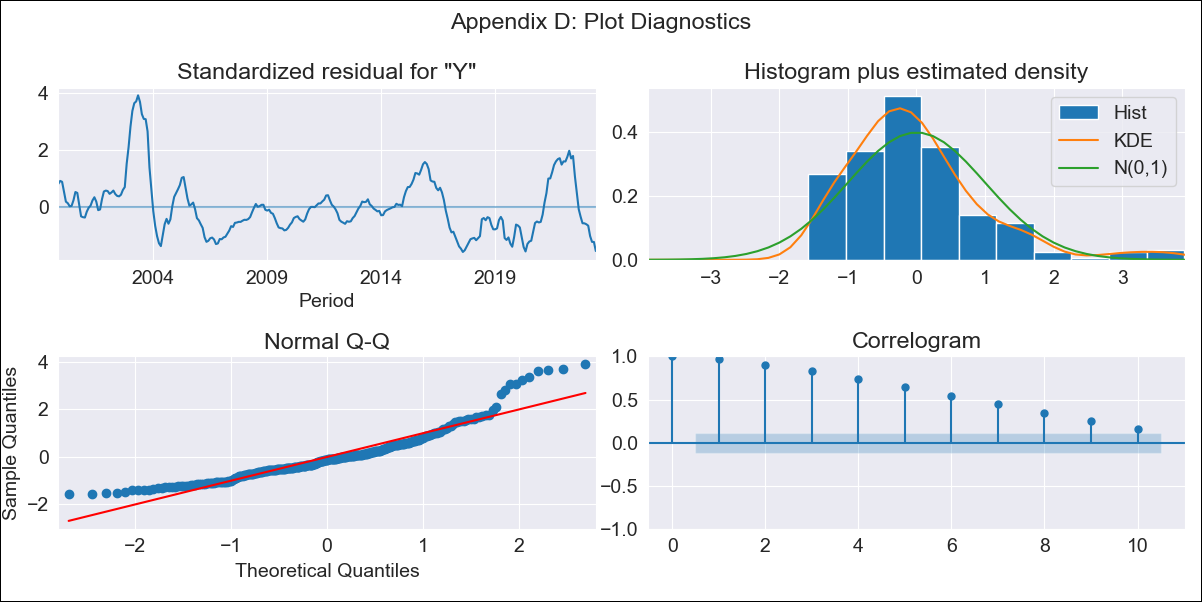 Appendix D: Plot Diagnostics
Standardized residual for "Y"
4
2
0
2004 2009 2014 2019
Period
Histogram plus estimated density
0.4
0.2
0.0
−3 −2 −1 0 1 2 3
Hist
KDE
N(0,1)
Normal Q-Q
Sample Quantiles
4
2
0
−2
−2 −1 0 1 2
Theoretical Quantiles
Correlogram
1.0
0.5
0.0
−0.5
−1.0
0 2 4 6 8 10